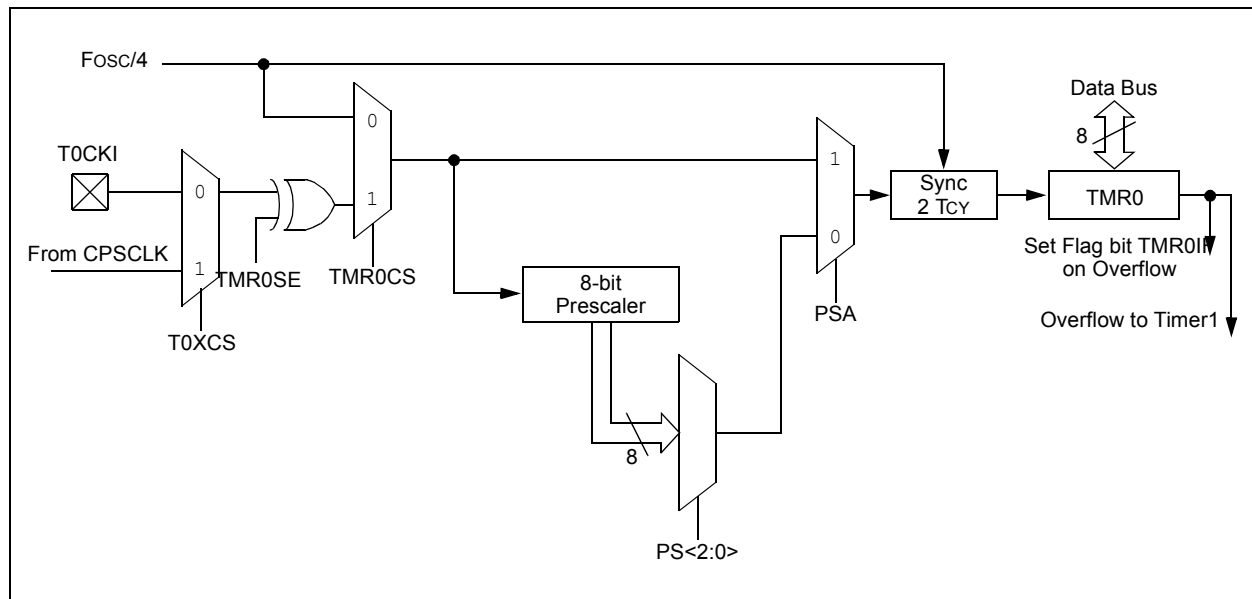 FOSC/4
Data Bus
8
T0CKI
0
1
0
1
Sync
2 TCY
TMR0
0
1
From CPSCLK
TMR0SE
TMR0CS
0
1
8-bit
Prescaler
PSA
Set Flag bit TMR0IF
on Overflow
T0XCS
Overflow to Timer1
8
PS<2:0>